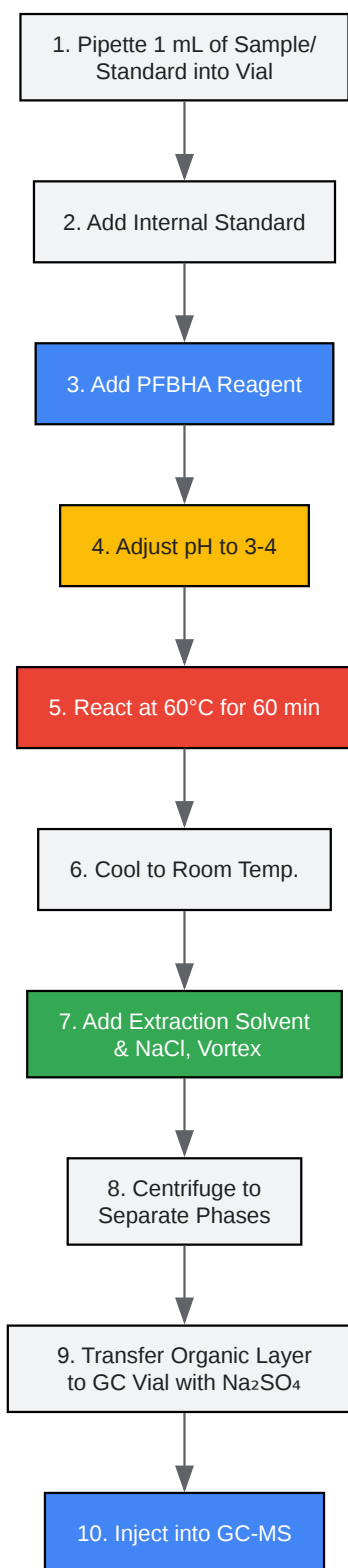 1. Pipette 1 mL of Sample/
Standard into Vial
2. Add Internal Standard
3. Add PFBHA Reagent
4. Adjust pH to 3-4
5. React at 60°C for 60 min
6. Cool to Room Temp.
7. Add Extraction Solvent
& NaCl, Vortex
8. Centrifuge to
Separate Phases
9. Transfer Organic Layer
to GC Vial with Na₂SO₄
10. Inject into GC-MS